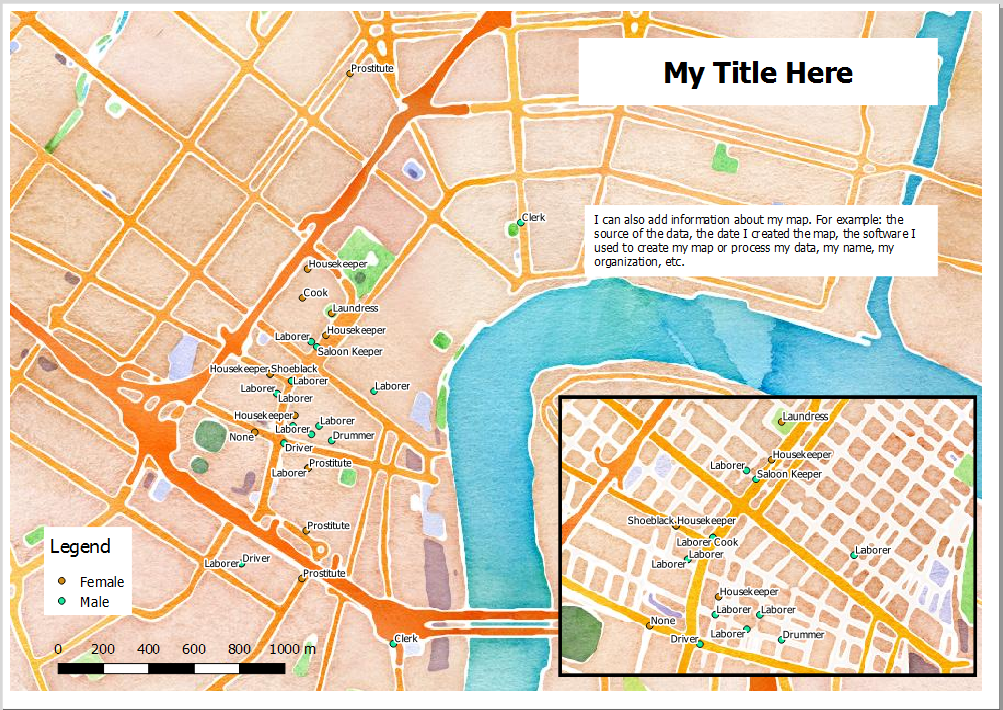 My Title Here
Prostitute
Clerk
I can also add information about my map. For example: the
source of the data, the date I created the map, the software I
used to create my map or process my data, my name, my
organization, etc.
Housekeeper
Cook
Laundress
Housekeeper
Laborer
Saloon Keeper
Housekeeper Shoeblack
Laborer
Laborer
Laborer
Laborer
Housekeeper
Laborer
Laborer
None
Drummer
Driver
Prostitute
Laborer
Prostitute
Driver
Laborer
Prostitute
Clerk
Legend
Female
Male
0 200 400 600 800 1000 m
Laundress
Housekeeper
Laborer
Saloon Keeper
Shoeblack Housekeeper
Laborer Cook
Laborer
Laborer
Laborer
Housekeeper
Laborer
Laborer
None
Laborer
Drummer
Driver